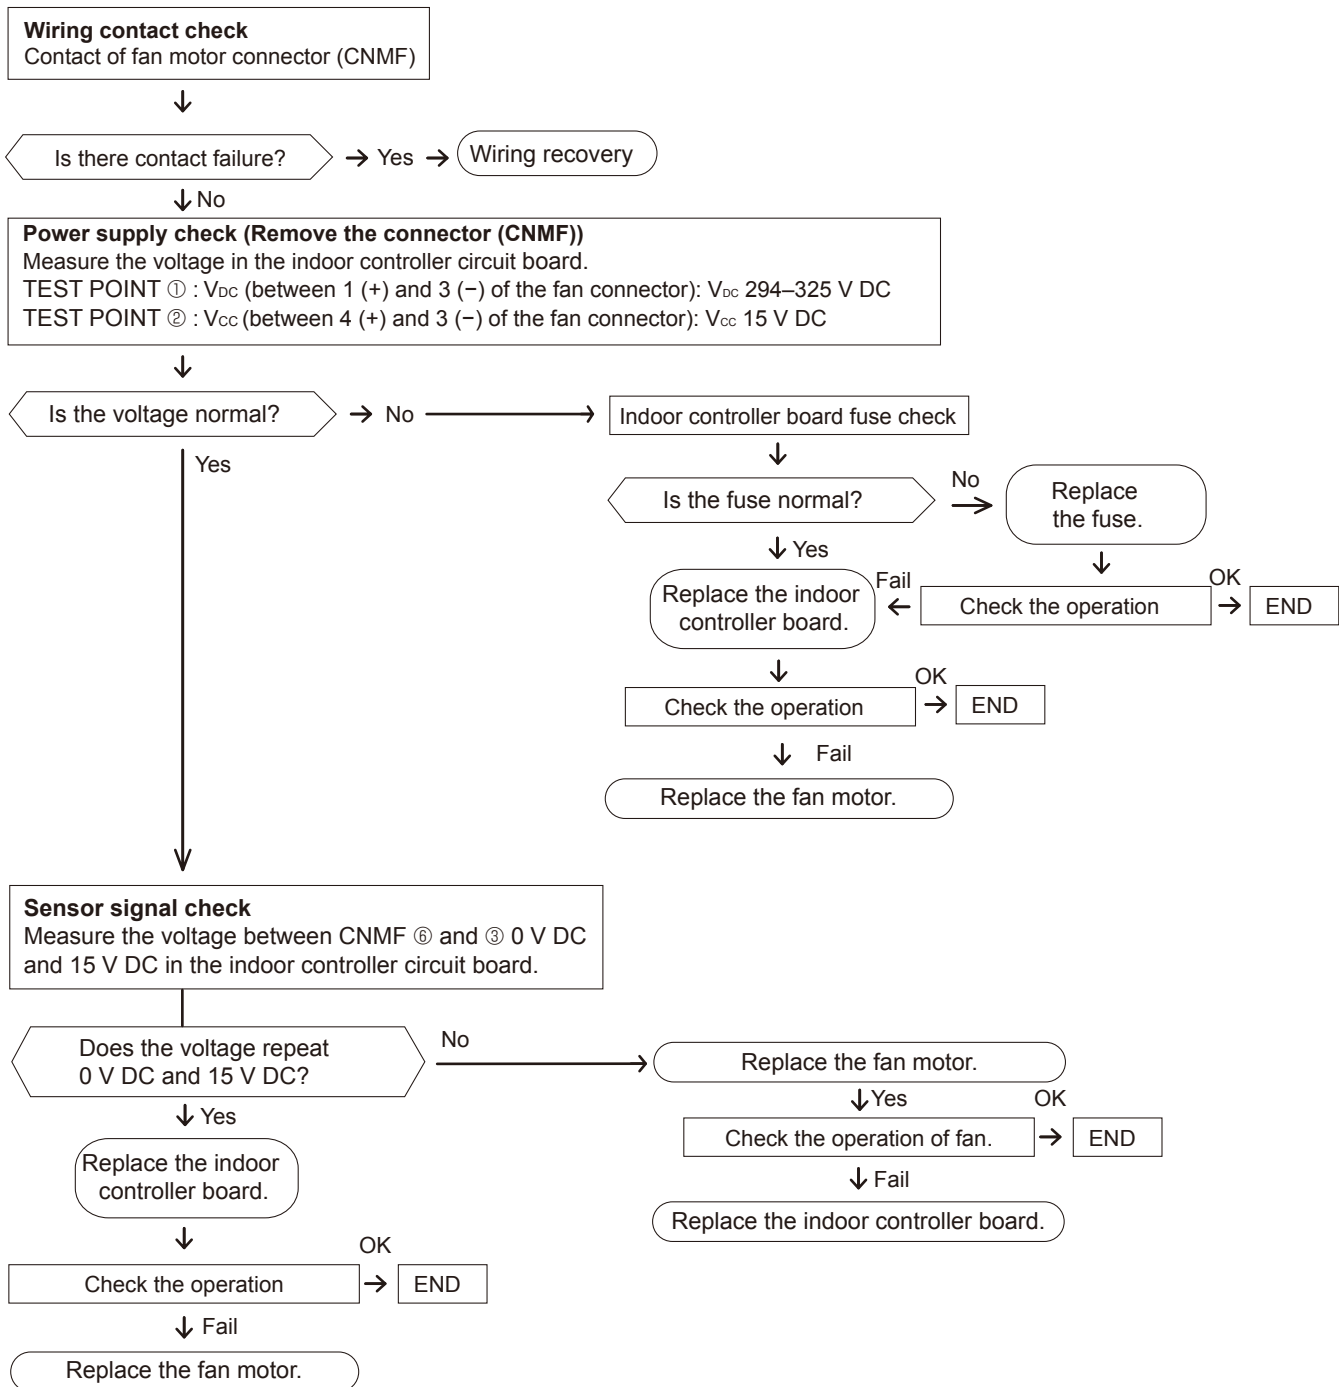 Wiring contact check
Contact of fan motor connector (CNMF)
Is there contact failure?
Yes
Wiring recovery
No
Power supply check (Remove the connector (CNMF))
Measure the voltage in the indoor controller circuit board.
TEST POINT ① : VDC (between 1 (+) and 3 (−) of the fan connector): VDC 294–325 V DC
TEST POINT ② : VCC (between 4 (+) and 3 (−) of the fan connector): VCC 15 V DC
Is the voltage normal?
No
Indoor controller board fuse check
Yes
Is the fuse normal?
No
Replace
the fuse.
Yes
Replace the indoor
controller board.
Fail
Check the operation
OK
END
Check the operation
OK
END
Fail
Replace the fan motor.
Sensor signal check
Measure the voltage between CNMF ⑥ and ③ 0 V DC
and 15 V DC in the indoor controller circuit board.
Does the voltage repeat
0 V DC and 15 V DC?
No
Replace the fan motor.
Yes
OK
Check the operation of fan.
END
Fail
Replace the indoor controller board.
Yes
Replace the indoor
controller board.
OK
Check the operation
END
Fail
Replace the fan motor.